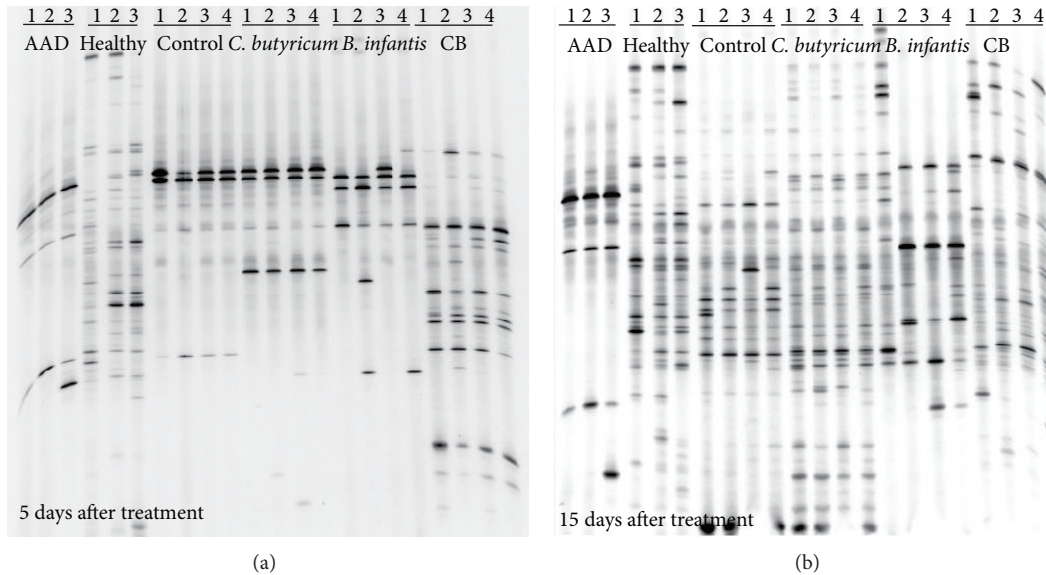 1 2 3 1 2 3 1 2 3 4 1 2 3 4 1 2 3 4 1 2 3 4
AAD Healthy Control C. butyricum B. infantis CB
5 days after treatment
(a)
1 2 3 1 2 3 1 2 3 4 1 2 3 4 1 2 3 4 1 2 3 4
AAD Healthy Control C. butyricum B. infantis CB
15 days after treatment
(b)